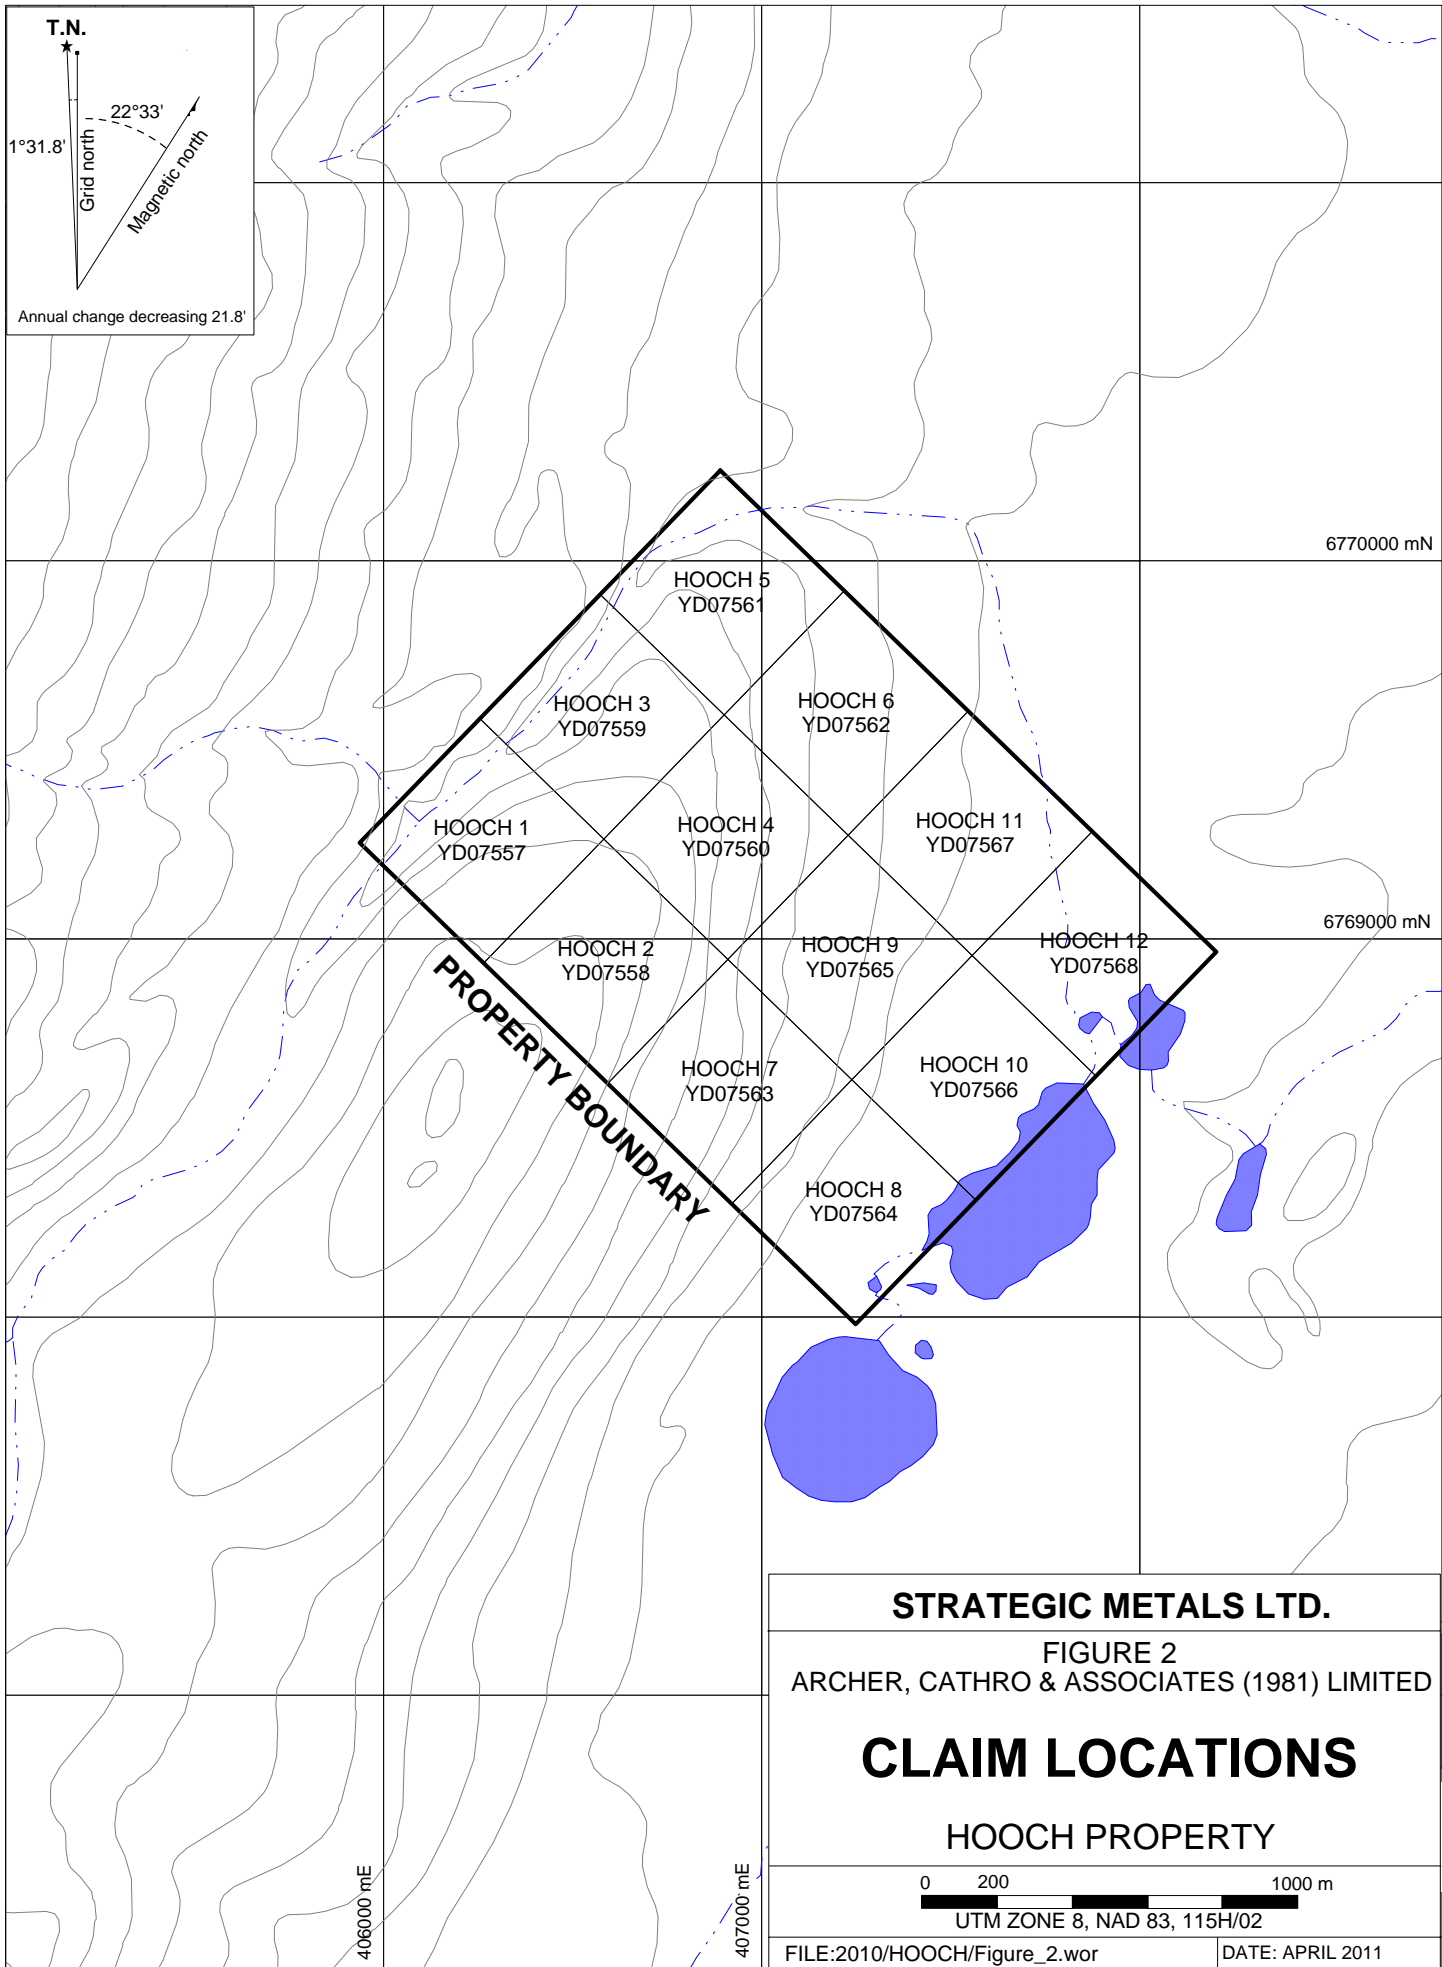 T.N.
22°33'
1°31.8'
Grid north
Magnetic north
Annual change decreasing 21.8'
6770000 mN
HOOCH 5
YD07561
HOOCH 3
YD07559
HOOCH 6
YD07562
HOOCH 1
YD07557
HOOCH 4
YD07560
HOOCH 11
YD07567
6769000 mN
HOOCH 2
YD07558
HOOCH 9
YD07565
HOOCH 12
YD07568
PROPERTY BOUNDARY
HOOCH 7
YD07563
HOOCH 10
YD07566
HOOCH 8
YD07564
406000 mE
407000 mE
STRATEGIC METALS LTD.
FIGURE 2
ARCHER, CATHRO & ASSOCIATES (1981) LIMITED
CLAIM LOCATIONS
HOOCH PROPERTY
0 200 1000 m
UTM ZONE 8, NAD 83, 115H/02
FILE:2010/HOOCH/Figure_2.wor
DATE: APRIL 2011